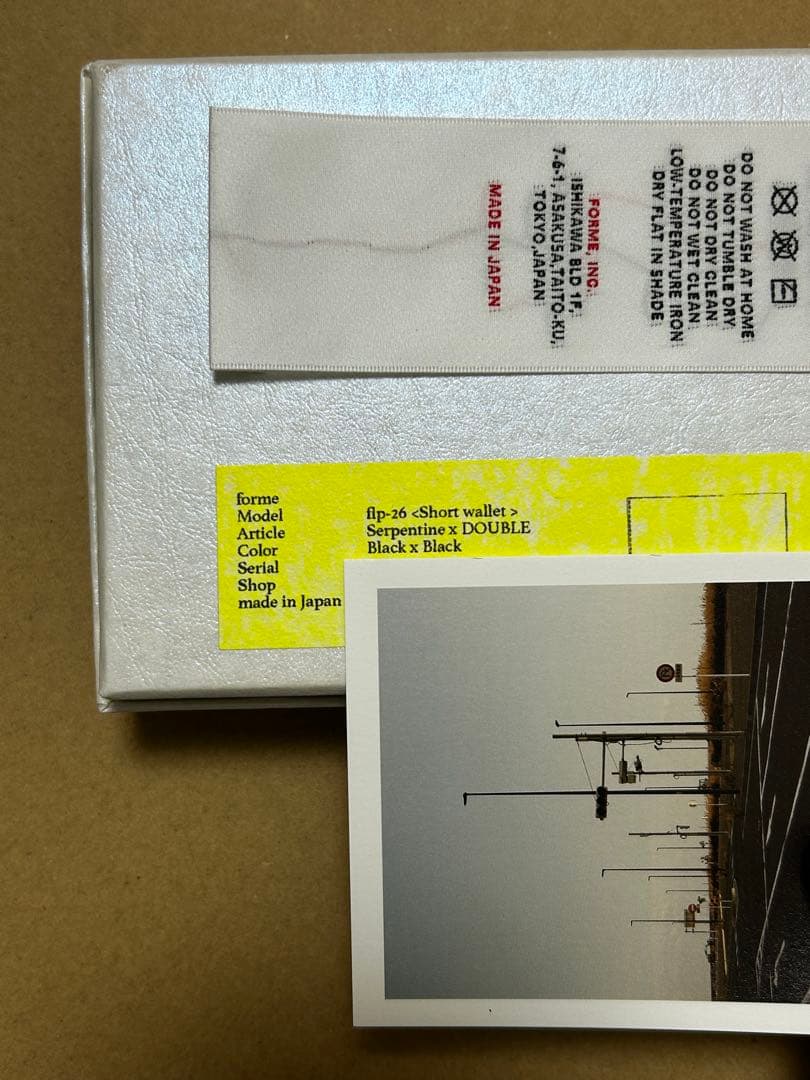 DO NOT WASH AT HOME
DO NOT TUMBLE DRY
DO NOT DRY CLEAN
DO NOT WET CLEAN
LOW-TEMPERATURE IRON
DRY FLAT IN SHADE
FORME, INC.
ISHIKAWA BLD 1F,
7-6-1, ASAKUSA,TAITO-KU,
TOKYO,JAPAN
MADE IN JAPAN
forme
Model flp-26 <Short wallet >
Article Serpentine x DOUBLE
Color Black x Black
Serial
Shop
made in Japan